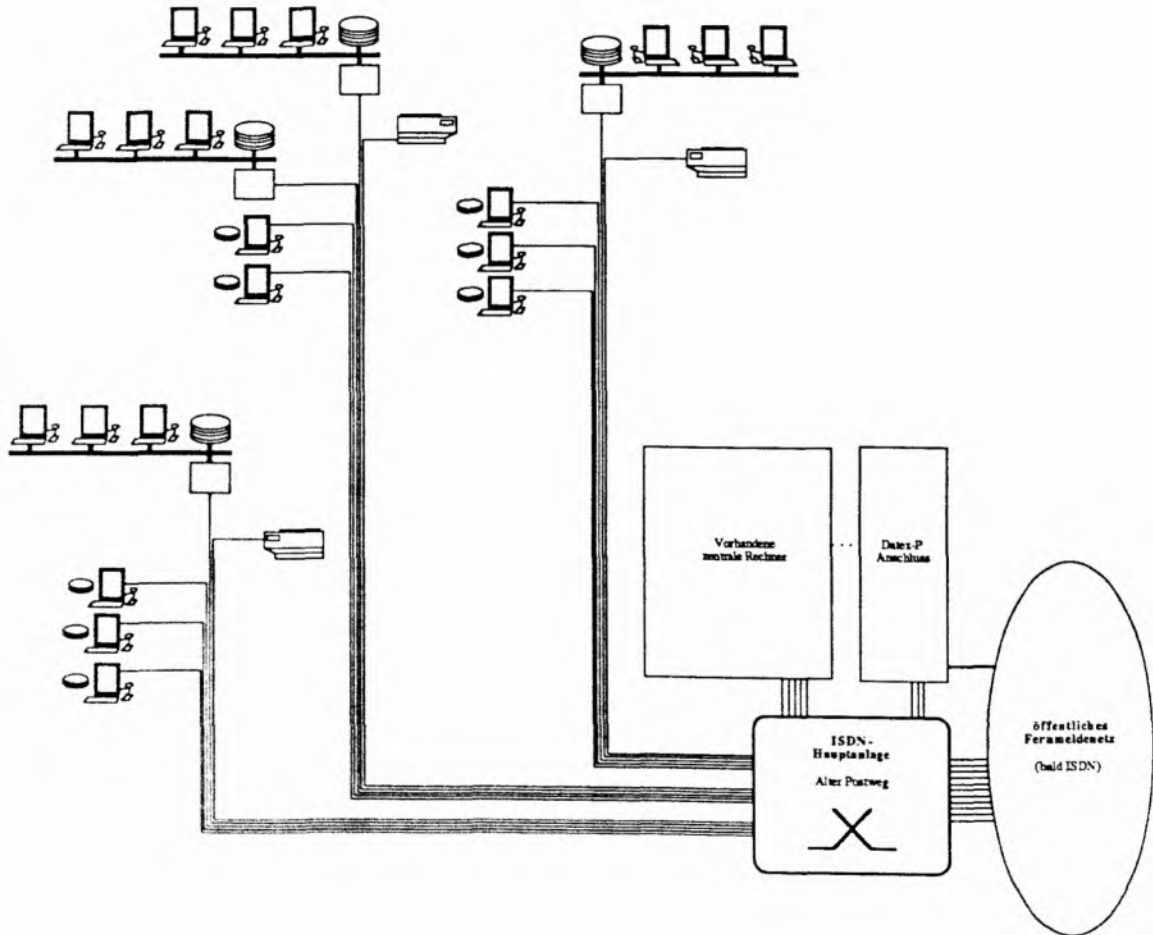 Vorhandene
zentrale Rechner
Datex-P
Anschluss
ISDN-
Hauptanlage
Alter Postweg
öffentliches
Fernmeldenetz
(bald ISDN)